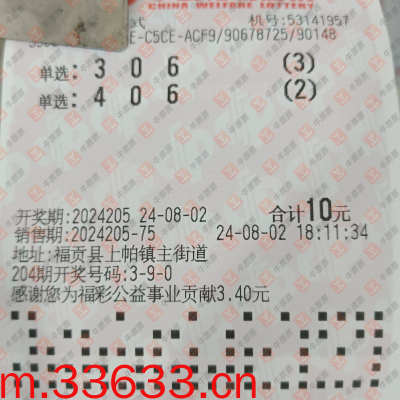 CHINA WELFARE LOTTERY
式 机号:53141957
E-C5CE-ACF9/90678725/90148
单选: 3 0 6 (3)
单选: 4 0 6 (2)
开奖期:2024205 24-08-02 合计10元
销售期:2024205-75 24-08-02 18:11:34
地址:福贡县上帕镇主街道
204期开奖号码:3-9-0
感谢您为福彩公益事业贡献3.40元
m.33633.cn